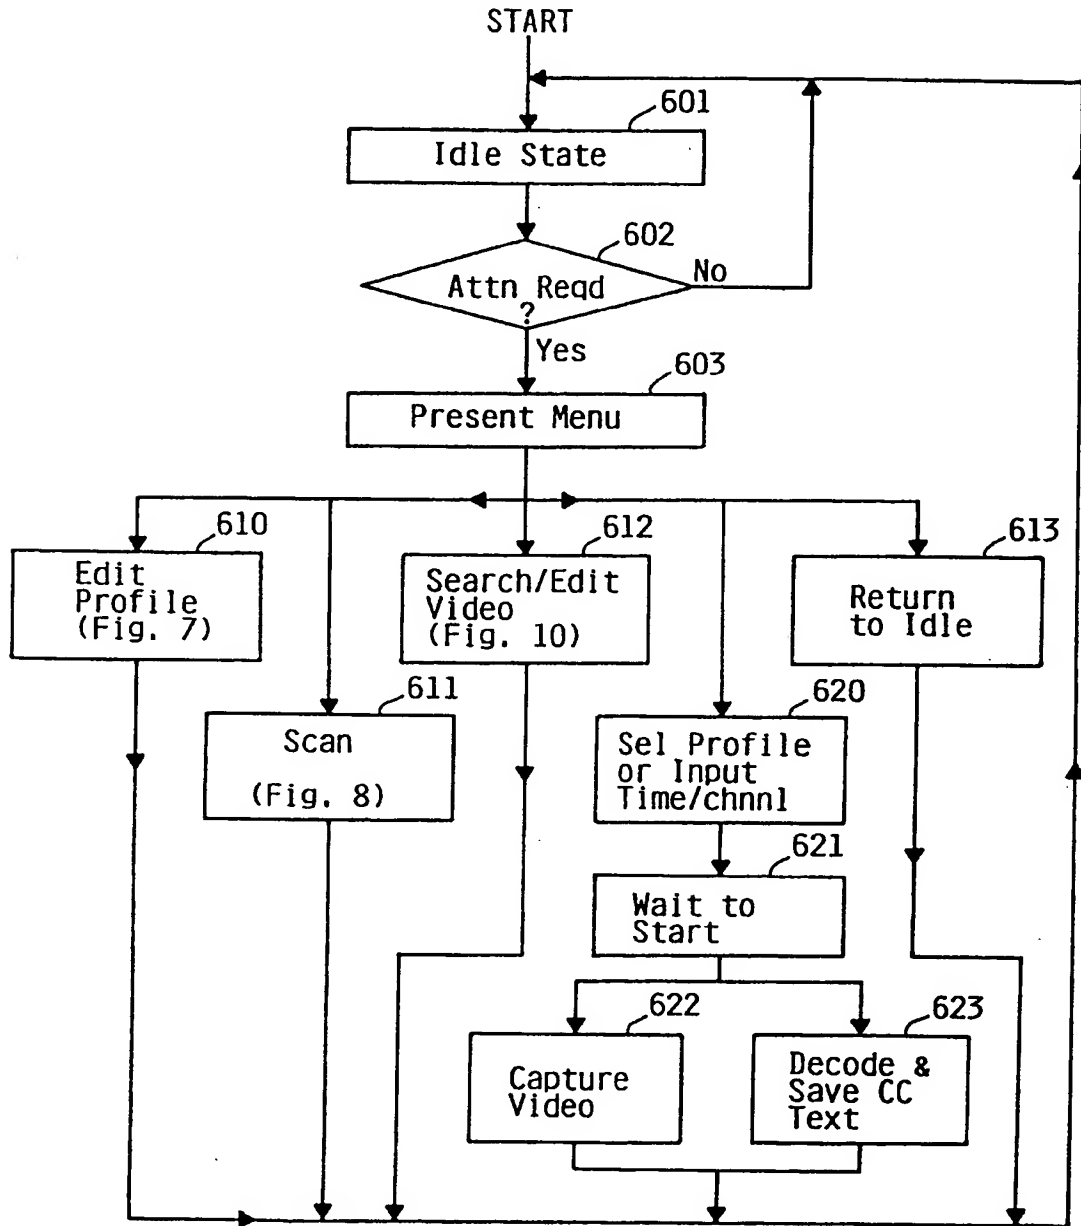 START
601
Idle State
602
Attn Reqd
?
No
Yes
603
Present Menu
610
Edit
Profile
(Fig. 7)
612
Search/Edit
Video
(Fig. 10)
613
Return
to Idle
611
Scan
(Fig. 8)
620
Sel Profile
or Input
Time/chnnl
621
Wait to
Start
622
Capture
Video
623
Decode &
Save CC
Text